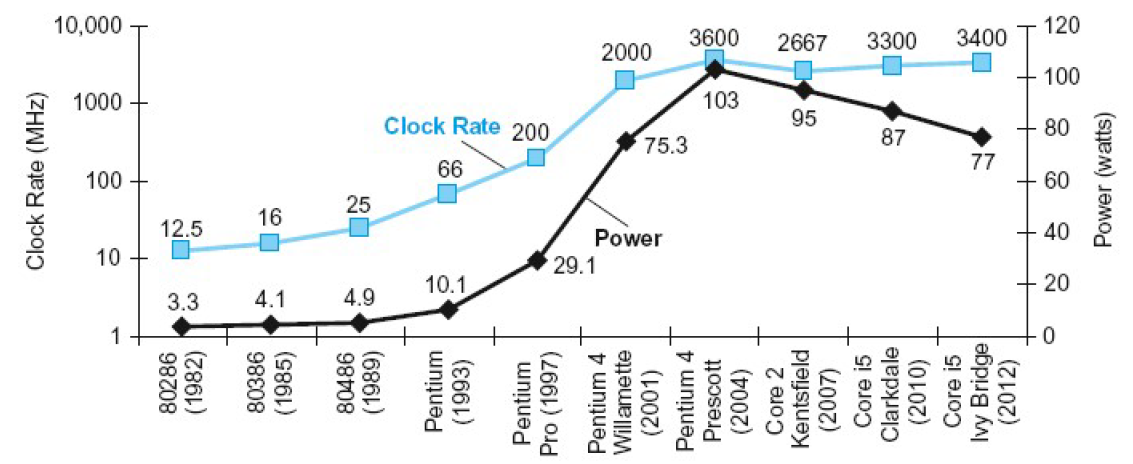 10,000
1000
100
10
1
Clock Rate (MHz)
120
100
80
60
40
20
0
Power (watts)
Clock Rate
Power
12.5
16
25
66
200
2000
3600
2667
3300
3400
3.3
4.1
4.9
10.1
29.1
75.3
103
95
87
77
80286
(1982)
80386
(1985)
80486
(1989)
Pentium
(1993)
Pentium
Pro (1997)
Pentium 4
Willamette
(2001)
Pentium 4
Prescott
(2004)
Core 2
Kentsfield
(2007)
Core i5
Clarkdale
(2010)
Core i5
Ivy Bridge
(2012)